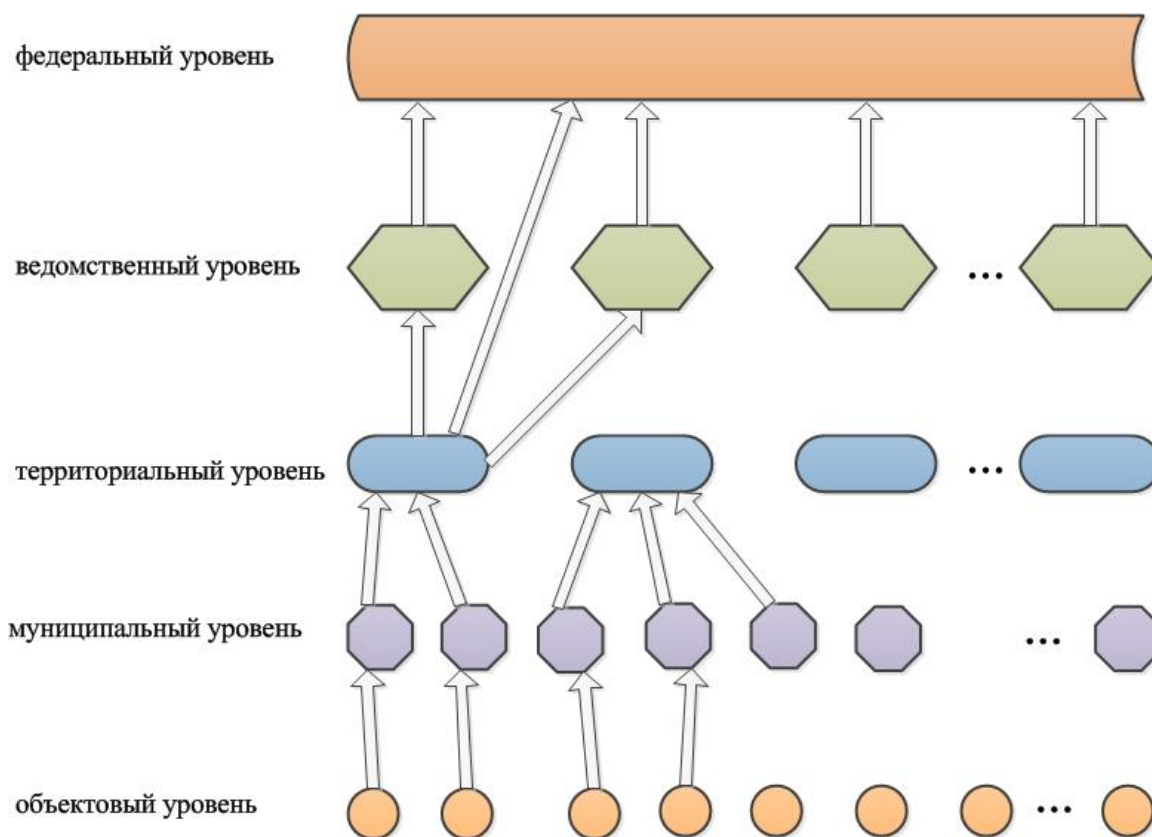 федеральный уровень
ведомственный уровень
...
территориальный уровень
...
муниципальный уровень
...
объектовый уровень
...